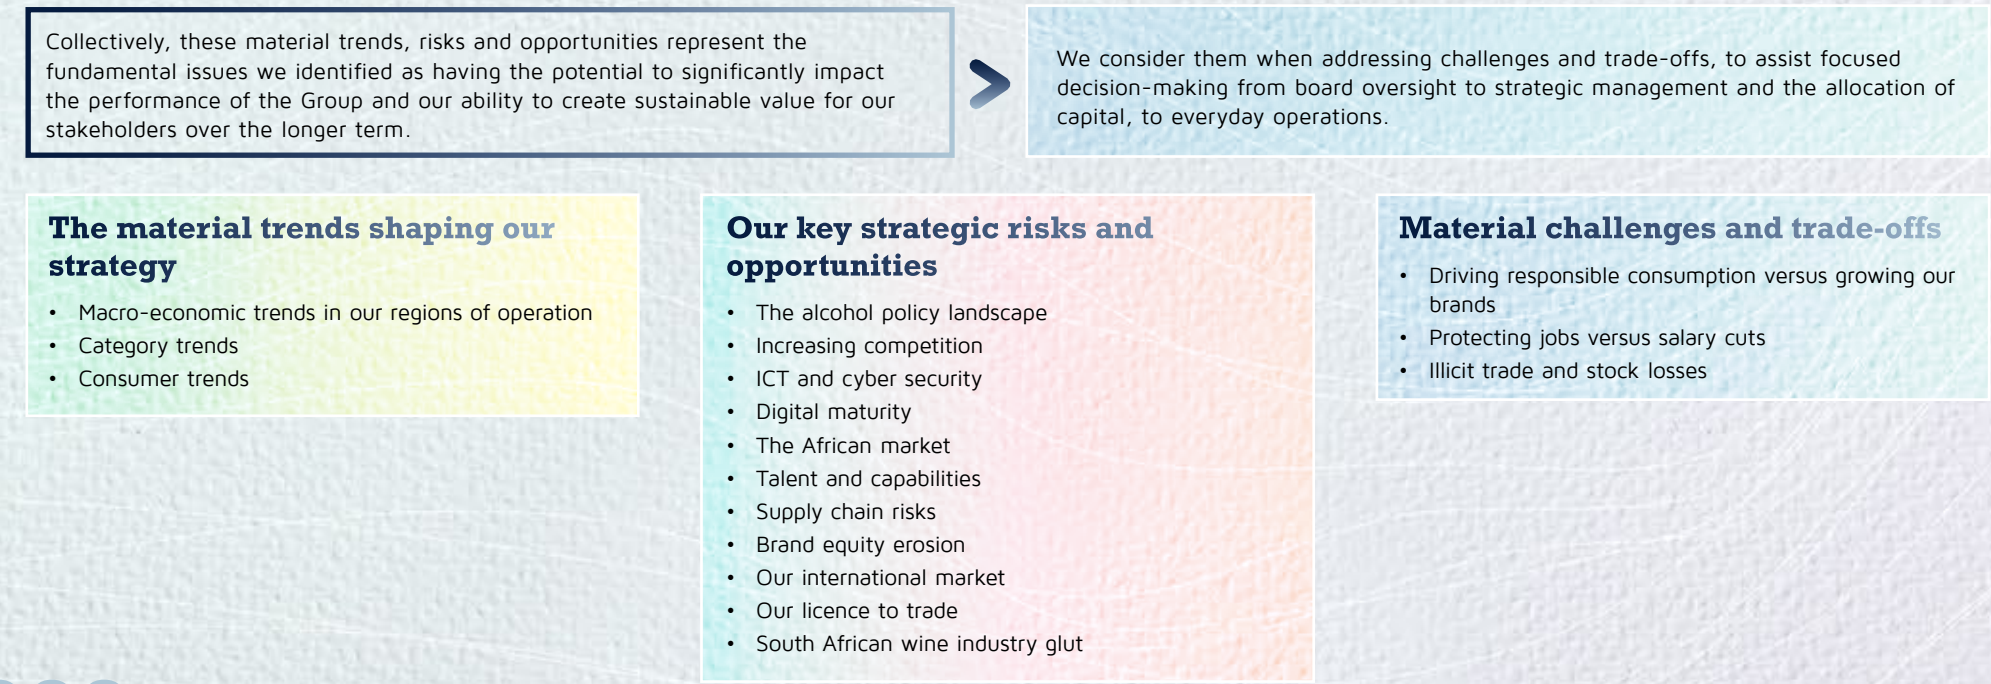 Collectively, these material trends, risks and opportunities represent the
fundamental issues we identified as having the potential to significantly impact
the performance of the Group and our ability to create sustainable value for our
stakeholders over the longer term.
We consider them when addressing challenges and trade-offs, to assist focused
decision-making from board oversight to strategic management and the allocation of
capital, to everyday operations.
The material trends shaping our
strategy
• Macro-economic trends in our regions of operation
• Category trends
• Consumer trends
Our key strategic risks and
opportunities
• The alcohol policy landscape
• Increasing competition
• ICT and cyber security
• Digital maturity
• The African market
• Talent and capabilities
• Supply chain risks
• Brand equity erosion
• Our international market
• Our licence to trade
• South African wine industry glut
Material challenges and trade-offs
• Driving responsible consumption versus growing our
brands
• Protecting jobs versus salary cuts
• Illicit trade and stock losses